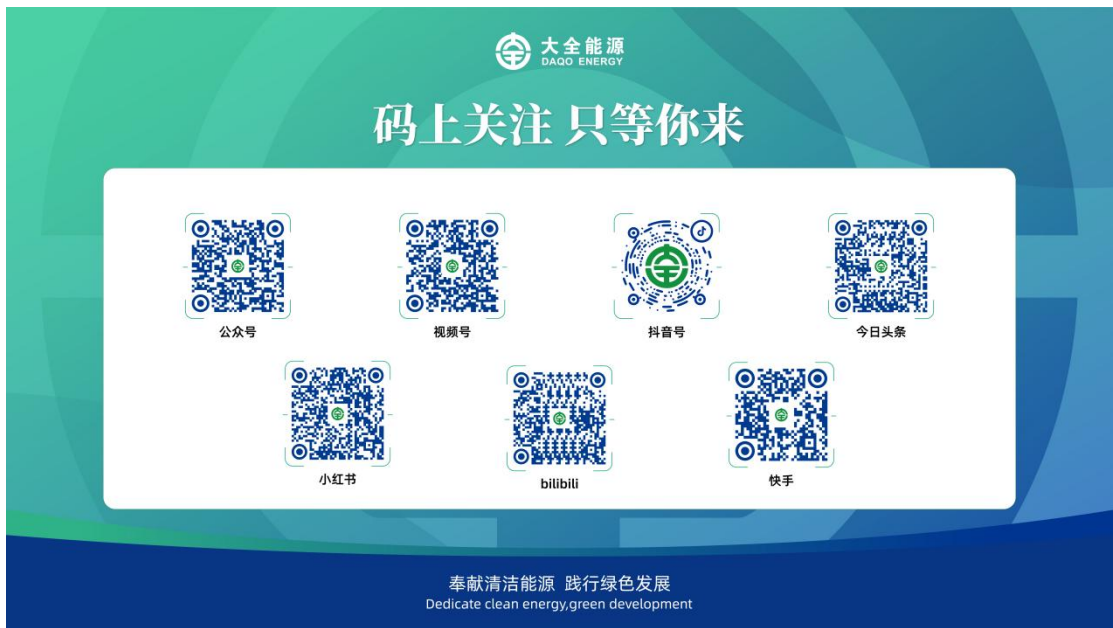 大全能源
DAQO ENERGY
码上关注 只等你来
公众号
视频号
抖音号
今日头条
小红书
bilibili
快手
奉献清洁能源 践行绿色发展
Dedicate clean energy,green development